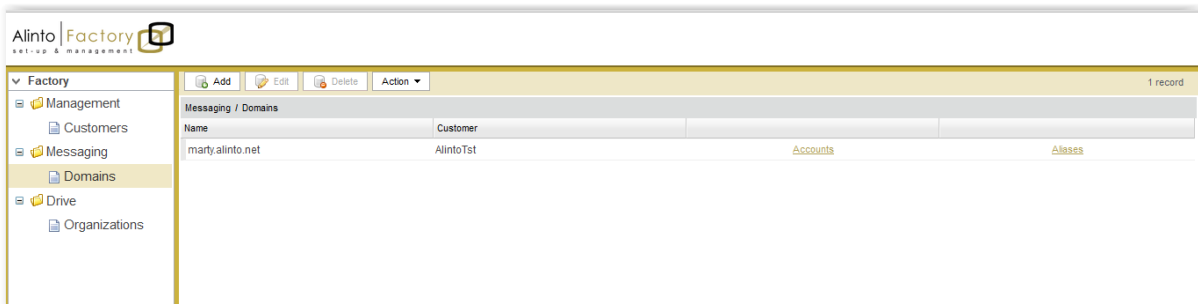 Alinto Factory
set-up & management
Factory
Management
Customers
Messaging
Domains
Drive
Organizations
Add Edit Delete Action 1 record
Messaging / Domains
Name Customer
marty.alinto.net AlintoTst Accounts Aliases